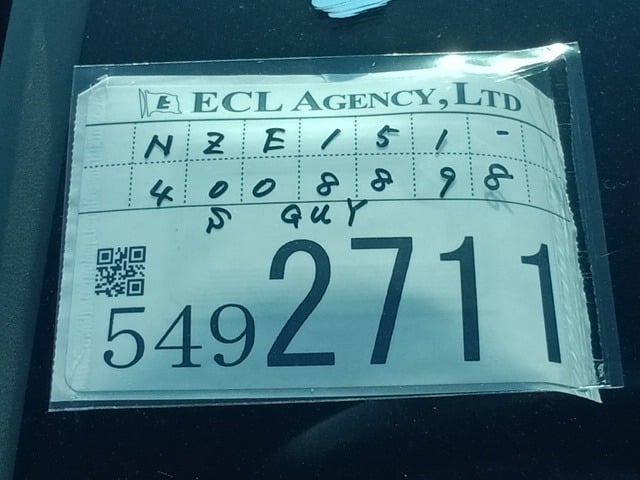 E ECL AGENCY, LTD
NZE151-
4008898
S GUY
5492711